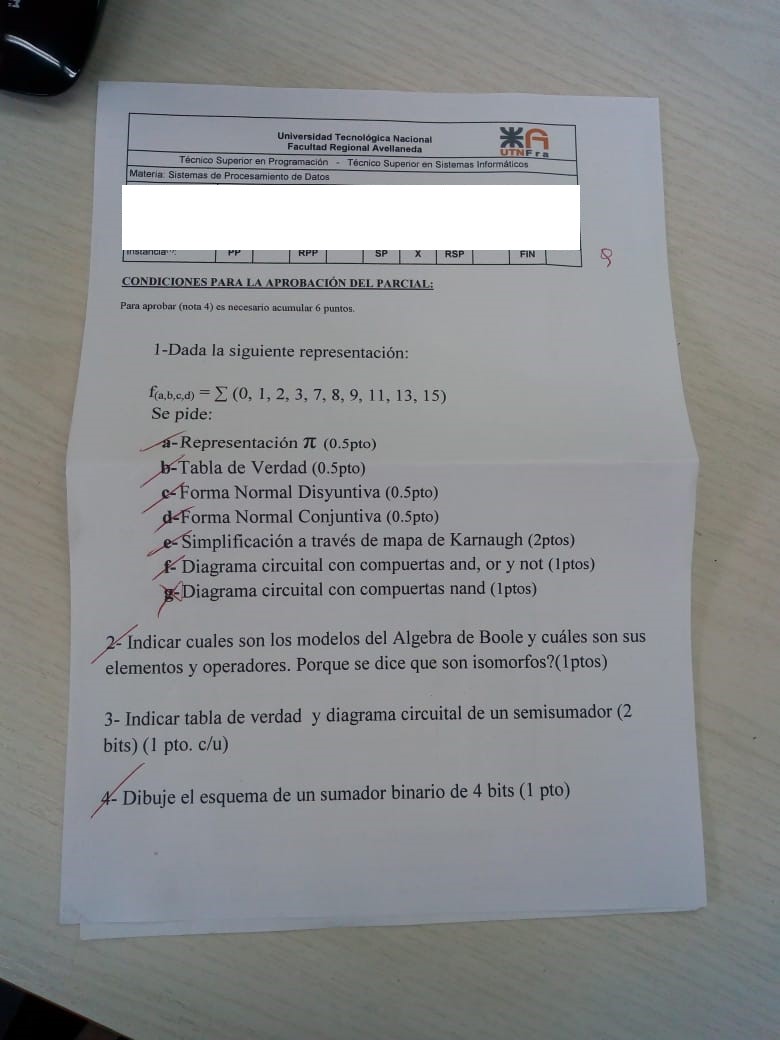 Universidad Tecnológica Nacional
Facultad Regional Avellaneda
UTNFra
Técnico Superior en Programación - Técnico Superior en Sistemas Informáticos
Materia: Sistemas de Procesamiento de Datos
PP RPP SP X RSP FIN
CONDICIONES PARA LA APROBACIÓN DEL PARCIAL:
Para aprobar (nota 4) es necesario acumular 6 puntos.
1-Dada la siguiente representación:
f(a,b,c,d) = ∑ (0, 1, 2, 3, 7, 8, 9, 11, 13, 15)
Se pide:
a-Representación π (0.5pto)
b-Tabla de Verdad (0.5pto)
c-Forma Normal Disyuntiva (0.5pto)
d-Forma Normal Conjuntiva (0.5pto)
e-Simplificación a través de mapa de Karnaugh (2ptos)
f- Diagrama circuital con compuertas and, or y not (1ptos)
g-Diagrama circuital con compuertas nand (1ptos)
2- Indicar cuales son los modelos del Algebra de Boole y cuáles son sus
elementos y operadores. Porque se dice que son isomorfos?(1ptos)
3- Indicar tabla de verdad y diagrama circuital de un semisumador (2
bits) (1 pto. c/u)
4- Dibuje el esquema de un sumador binario de 4 bits (1 pto)